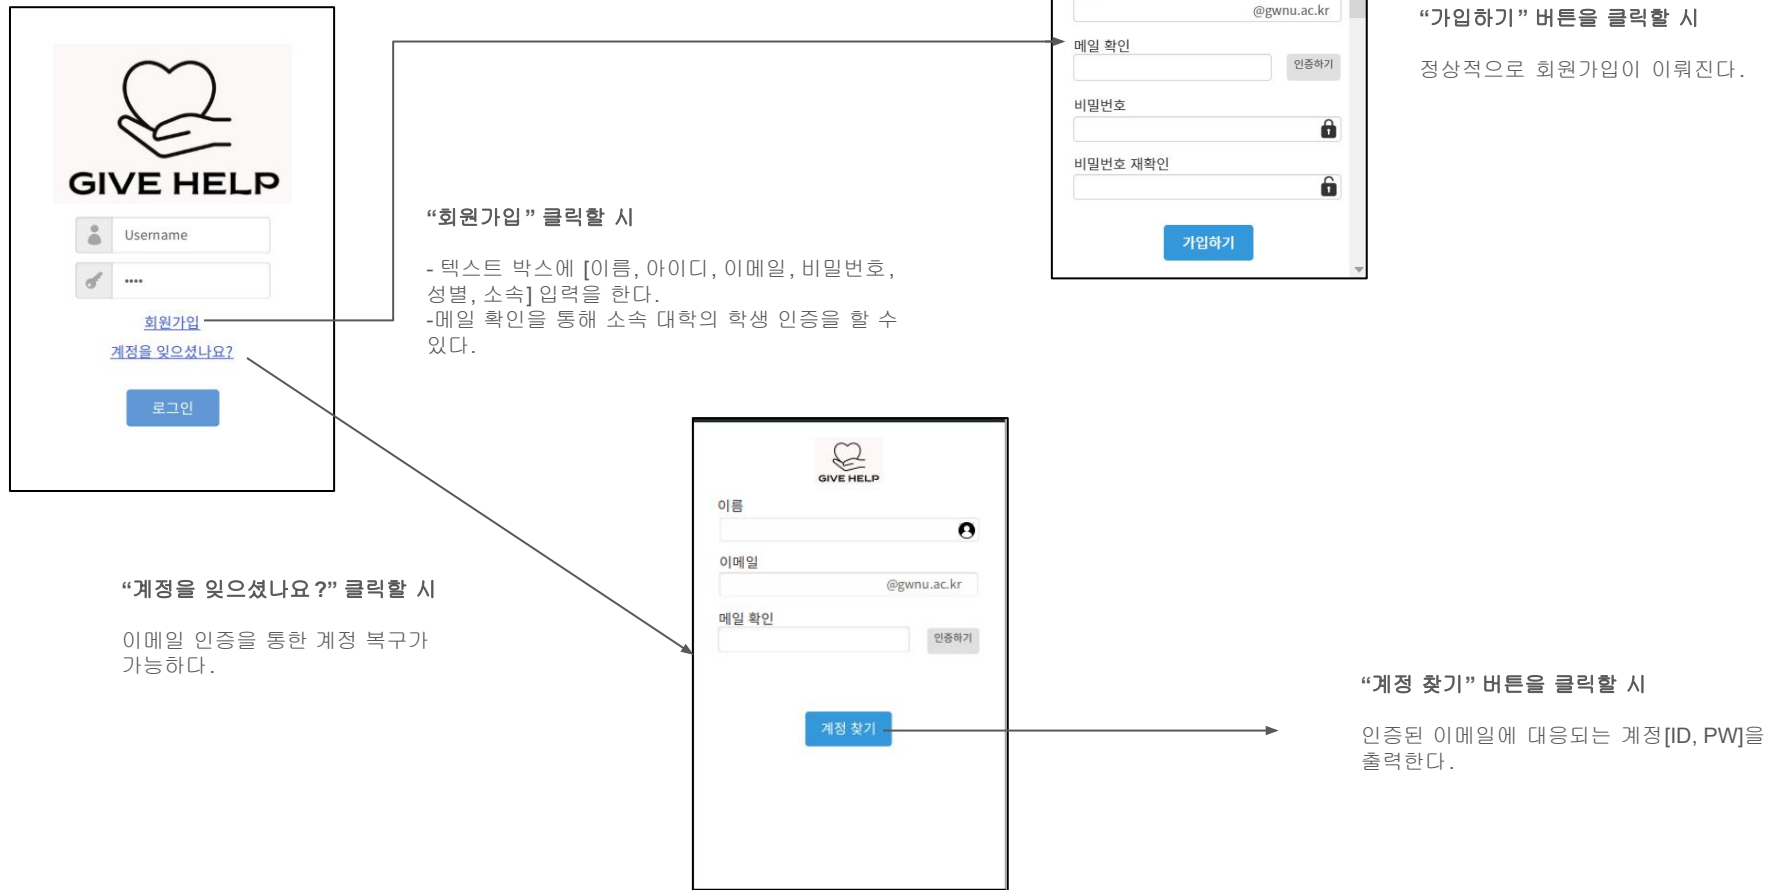 GIVE HELP
Username
••••
회원가입
계정을 잊으셨나요?
로그인
“회원가입” 클릭할 시
- 텍스트 박스에 [이름, 아이디, 이메일, 비밀번호,
성별, 소속] 입력을 한다.
-메일 확인을 통해 소속 대학의 학생 인증을 할 수
있다.
@gwnu.ac.kr
메일 확인
인증하기
비밀번호
비밀번호 재확인
가입하기
“가입하기” 버튼을 클릭할 시
정상적으로 회원가입이 이뤄진다.
“계정을 잊으셨나요?” 클릭할 시
이메일 인증을 통한 계정 복구가
가능하다.
GIVE HELP
이름
이메일
@gwnu.ac.kr
메일 확인
인증하기
계정 찾기
“계정 찾기” 버튼을 클릭할 시
인증된 이메일에 대응되는 계정[ID, PW]을
출력한다.